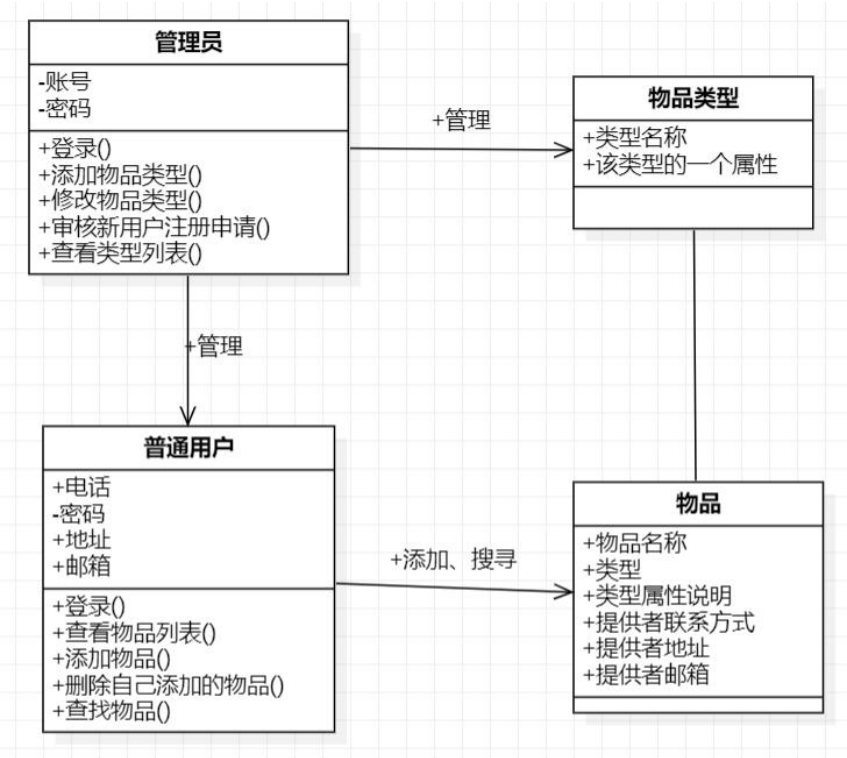 管理员
-账号
-密码
+登录()
+添加物品类型()
+修改物品类型()
+审核新用户注册申请()
+查看类型列表()
+管理
物品类型
+类型名称
+该类型的一个属性
+管理
普通用户
+电话
-密码
+地址
+邮箱
+登录()
+查看物品列表()
+添加物品()
+删除自己添加的物品()
+查找物品()
+添加、搜寻
物品
+物品名称
+类型
+类型属性说明
+提供者联系方式
+提供者地址
+提供者邮箱